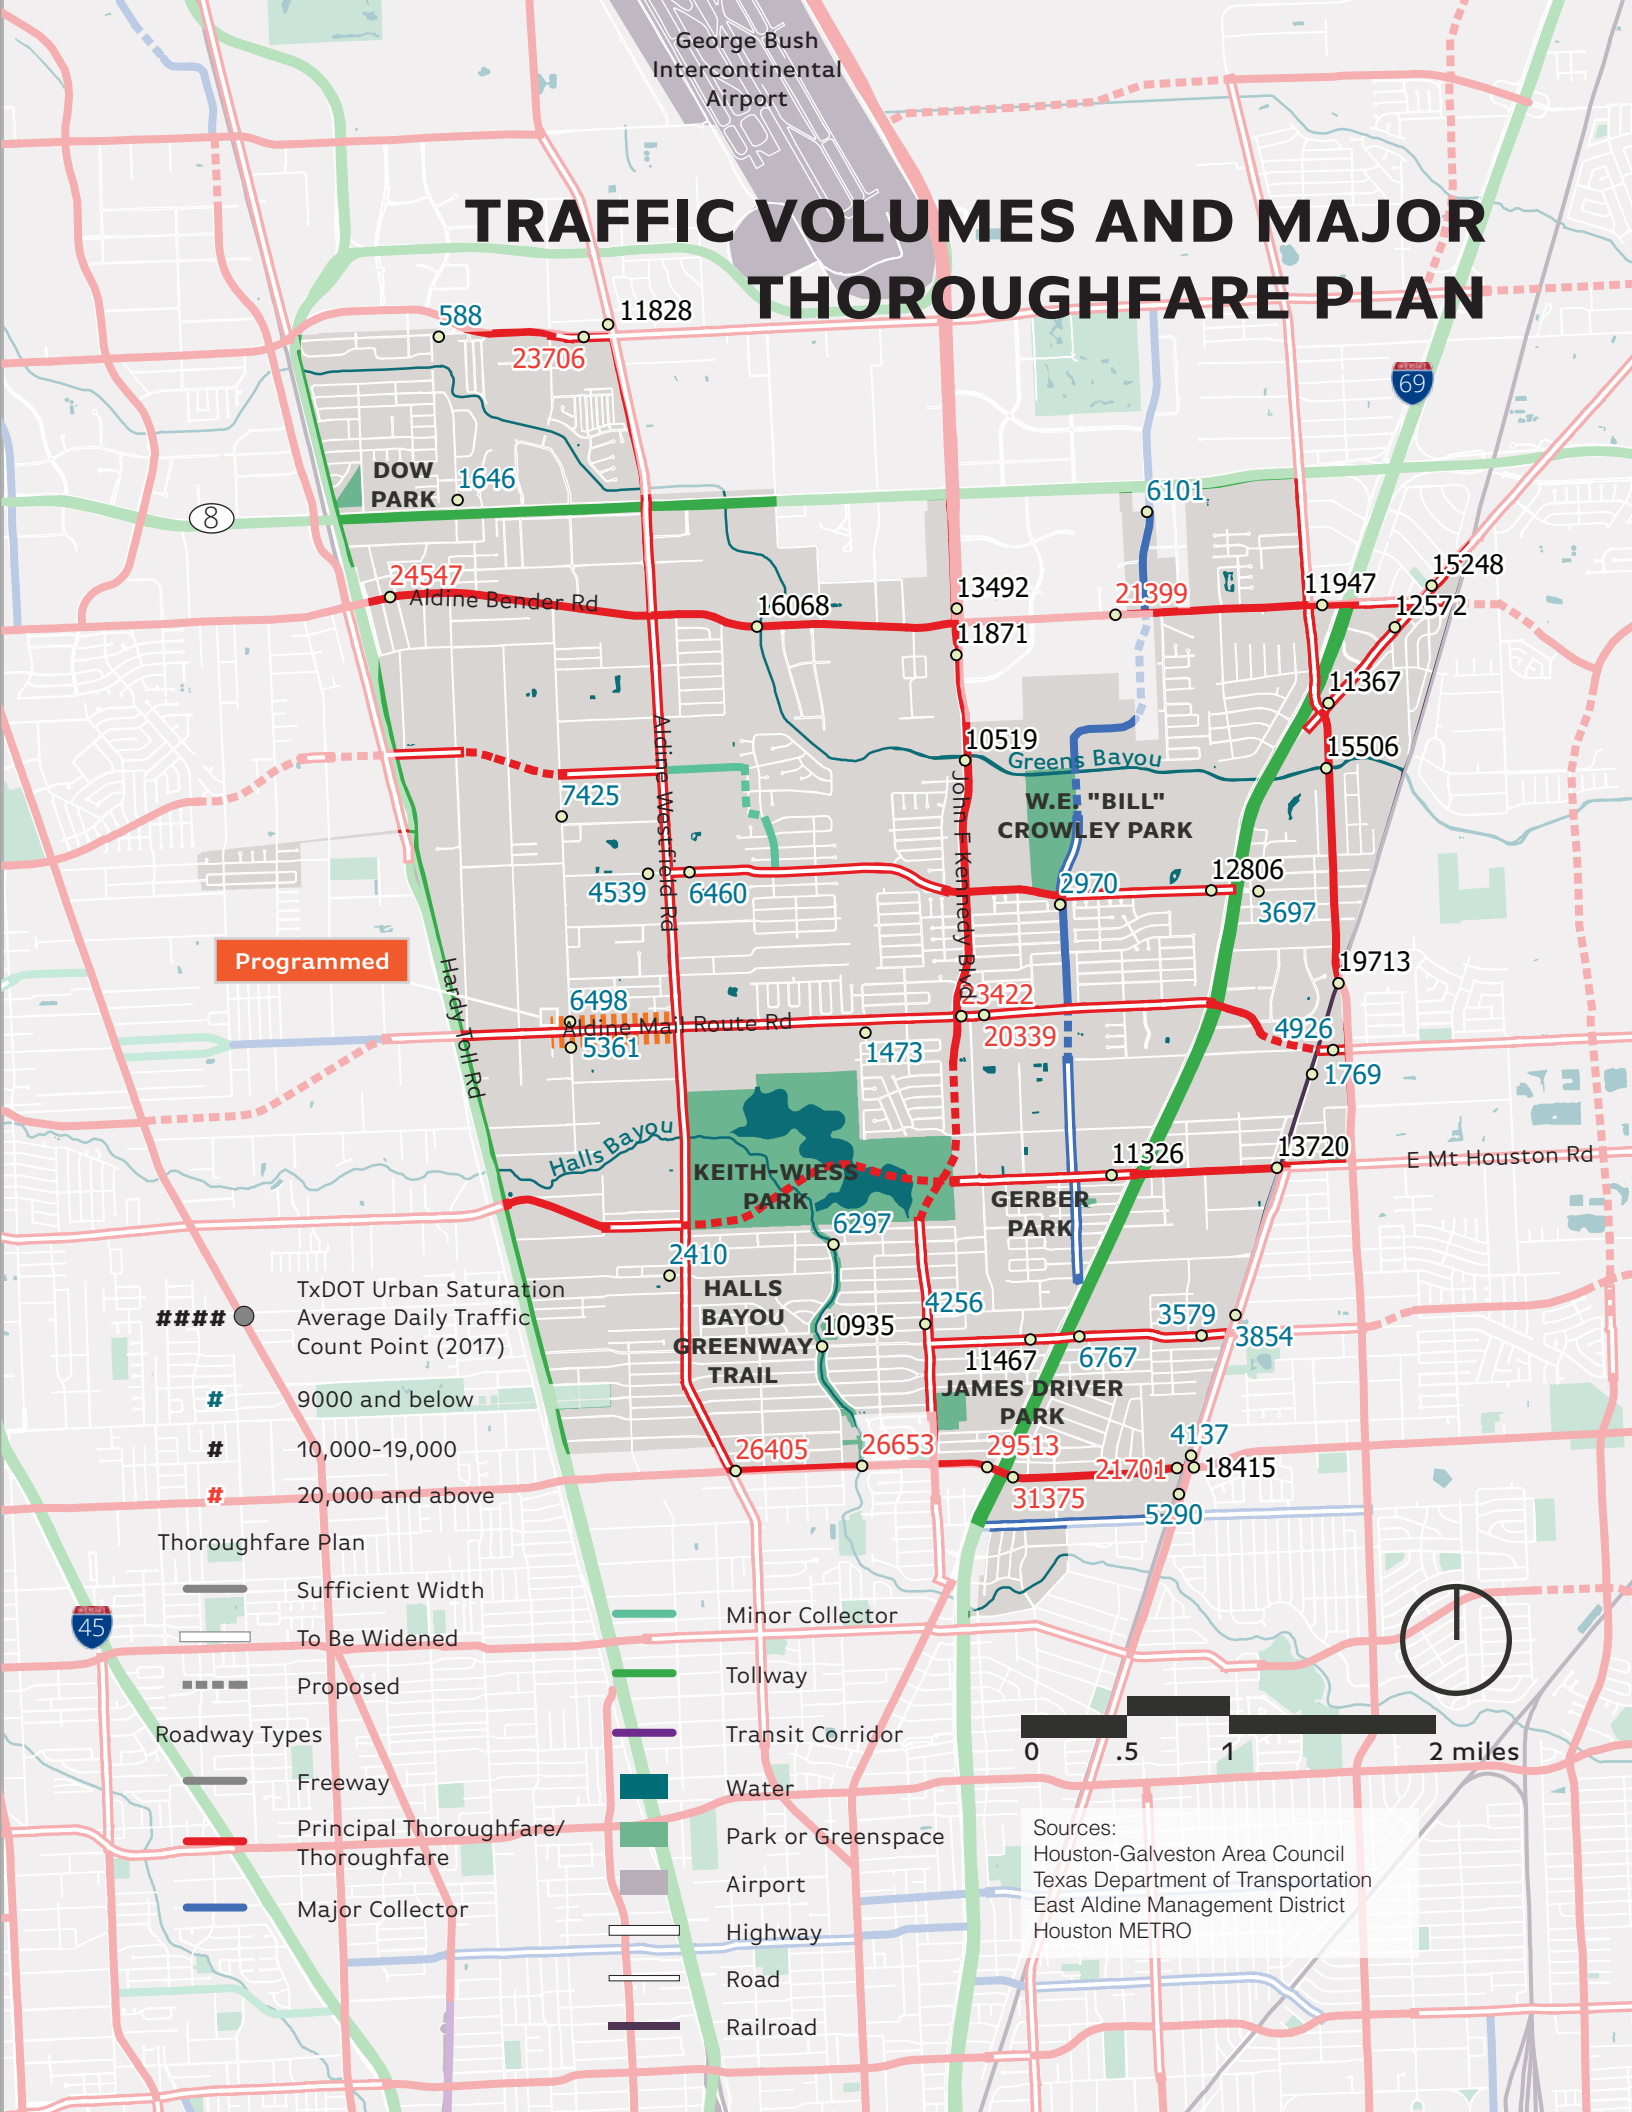 George Bush
Intercontinental
Airport
TRAFFIC VOLUMES AND MAJOR
THOROUGHFARE PLAN
588
11828
23706
69
DOW
PARK
1646
6101
8
24547
Aldine Bender Rd
16068
13492
11871
21399
11947
15248
12572
11367
10519
15506
Greens Bayou
Aldine Westfield Rd
7425
W.E. "BILL"
CROWLEY PARK
John F Kennedy Blvd
4539
6460
2970
12806
3697
Programmed
Hardy Toll Rd
19713
6498
Aldine Mail Route Rd
5361
23422
20339
1473
4926
1769
Halls Bayou
KEITH-WIESS
PARK
11326
13720
E Mt Houston Rd
GERBER
PARK
6297
2410
HALLS
BAYOU
GREENWAY
TRAIL
10935
4256
3579
3854
11467
6767
JAMES DRIVER
PARK
26405
26653
29513
31375
21701
4137
18415
5290
####
TxDOT Urban Saturation
Average Daily Traffic
Count Point (2017)
# 9000 and below
# 10,000-19,000
# 20,000 and above
Thoroughfare Plan
Sufficient Width
To Be Widened
Proposed
45
Roadway Types
Freeway
Principal Thoroughfare/
Thoroughfare
Major Collector
Minor Collector
Tollway
Transit Corridor
Water
Park or Greenspace
Airport
Highway
Road
Railroad
0 .5 1 2 miles
Sources:
Houston-Galveston Area Council
Texas Department of Transportation
East Aldine Management District
Houston METRO